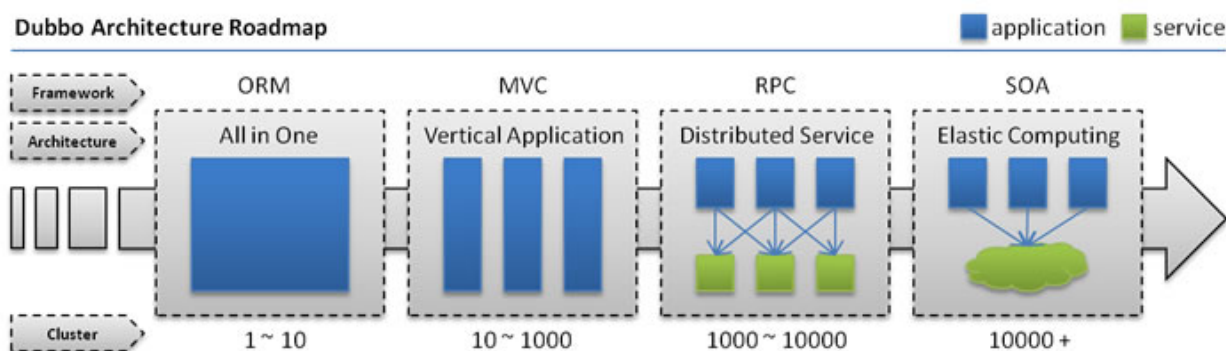 Dubbo Architecture Roadmap
application
service
Framework
ORM
MVC
RPC
SOA
Architecture
All in One
Vertical Application
Distributed Service
Elastic Computing
Cluster
1 ~ 10
10 ~ 1000
1000 ~ 10000
10000 +